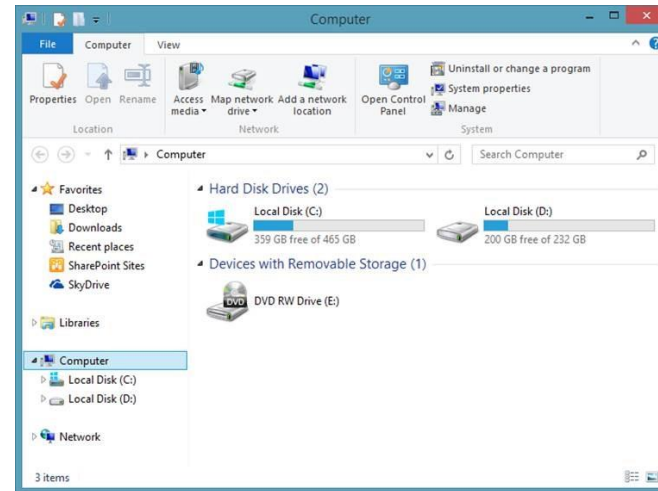 Computer
File Computer View
Properties Open Rename
Location
Access media
Map network drive
Add a network location
Network
Open Control Panel
Uninstall or change a program
System properties
Manage
System
Computer
Search Computer
Favorites
Desktop
Downloads
Recent places
SharePoint Sites
SkyDrive
Libraries
Computer
Local Disk (C:)
Local Disk (D:)
Network
Hard Disk Drives (2)
Local Disk (C:)
359 GB free of 465 GB
Local Disk (D:)
200 GB free of 232 GB
Devices with Removable Storage (1)
DVD
DVD RW Drive (E:)
3 items